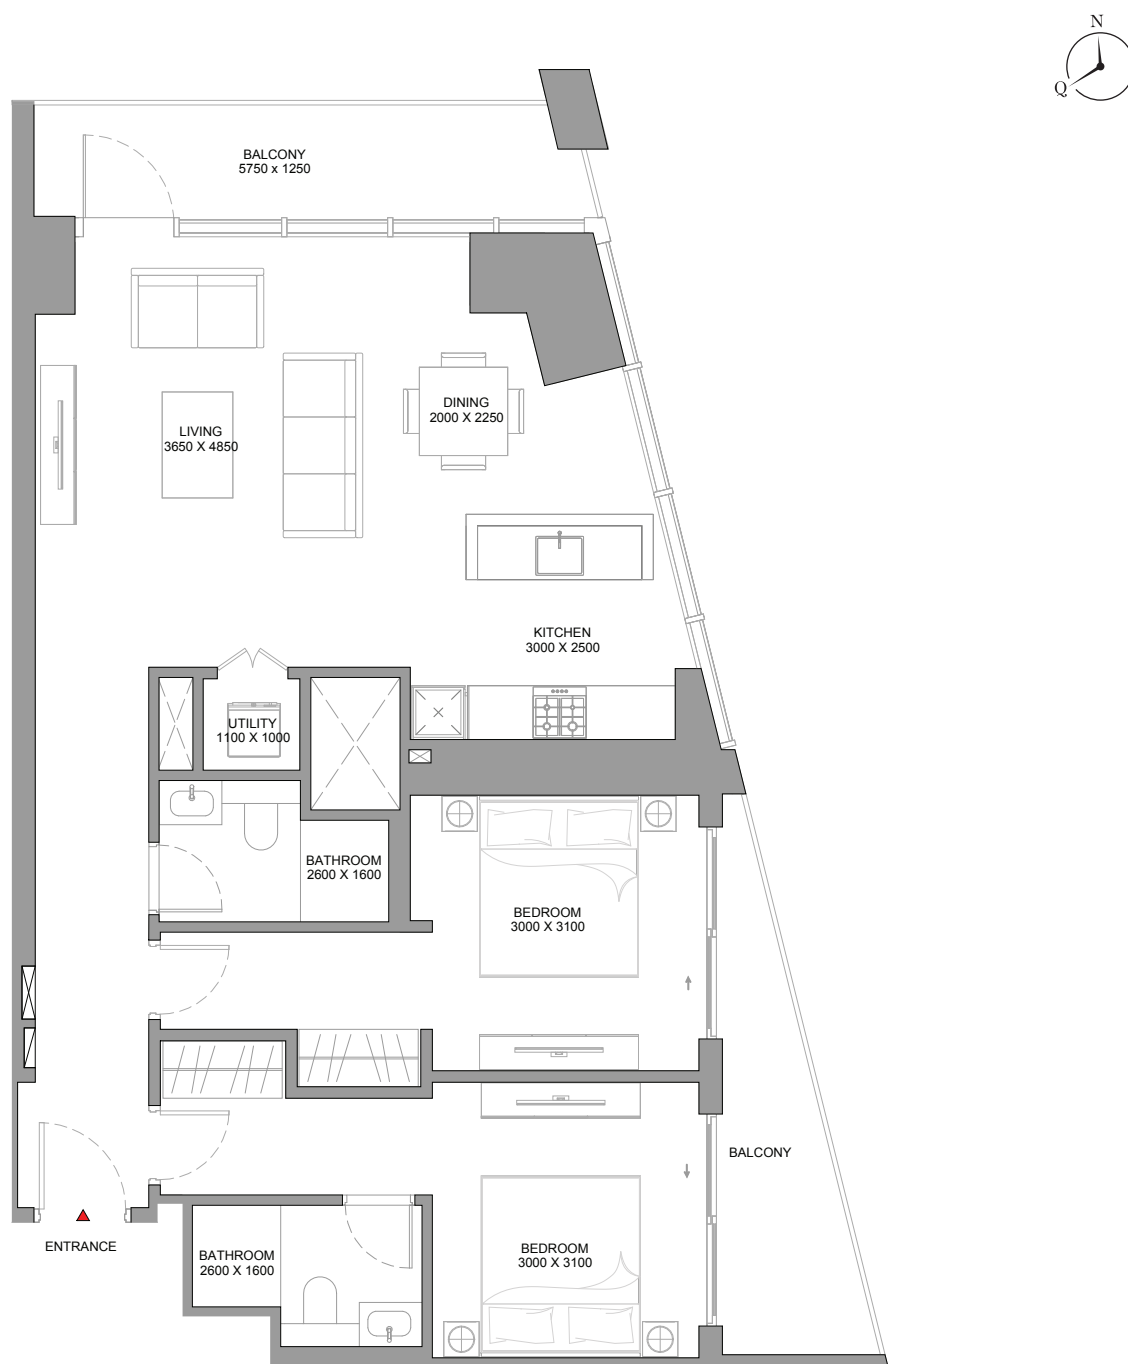 N
Q
BALCONY
5750 x 1250
DINING
2000 X 2250
LIVING
3650 X 4850
KITCHEN
3000 X 2500
UTILITY
1100 X 1000
BATHROOM
2600 X 1600
BEDROOM
3000 X 3100
BALCONY
ENTRANCE
BATHROOM
2600 X 1600
BEDROOM
3000 X 3100